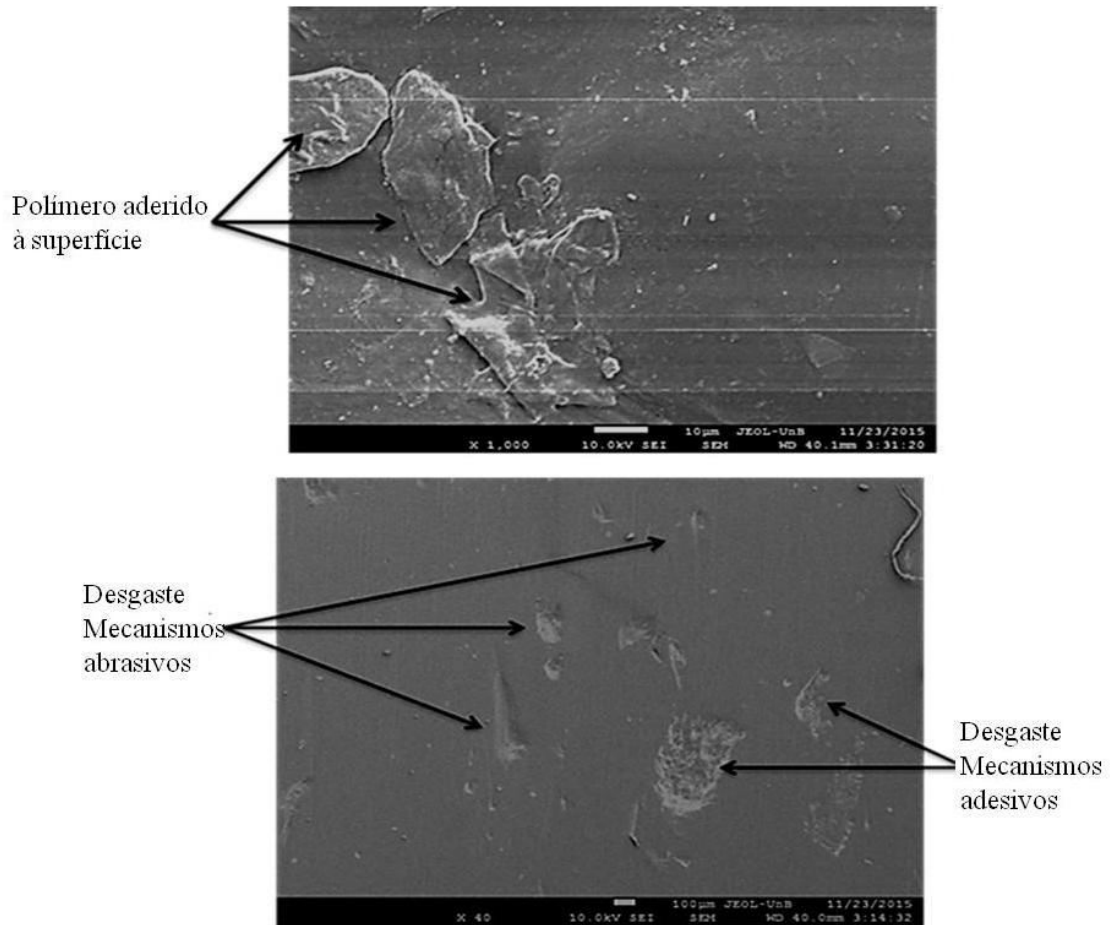 Polímero aderido
à superfície
10µm JEOL-UnB 11/23/2015
X 1,000 10.0kV SEI SEM WD 40.1mm 3:31:20
Desgaste
Mecanismos
abrasivos
Desgaste
Mecanismos
adesivos
100µm JEOL-UnB 11/23/2015
X 40 10.0kV SEI SEM WD 40.0mm 3:14:32